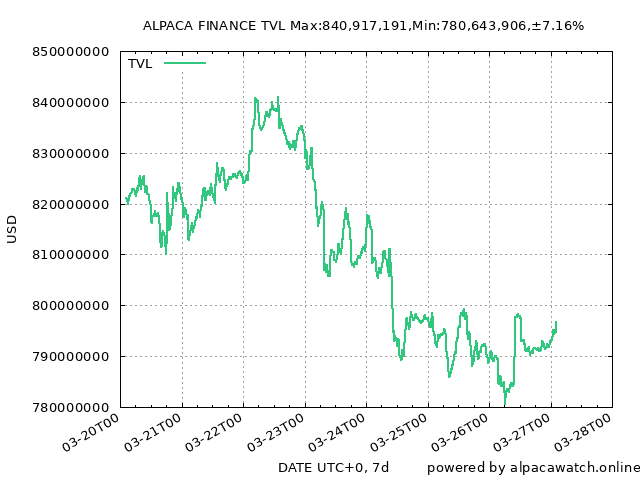 ALPACA FINANCE TVL Max:840,917,191,Min:780,643,906,±7.16%
850000000
TVL
840000000
830000000
820000000
USD
810000000
800000000
790000000
780000000
03-20T00 03-21T00 03-22T00 03-23T00 03-24T00 03-25T00 03-26T00 03-27T00 03-28T00
DATE UTC+0, 7d powered by alpacawatch.online